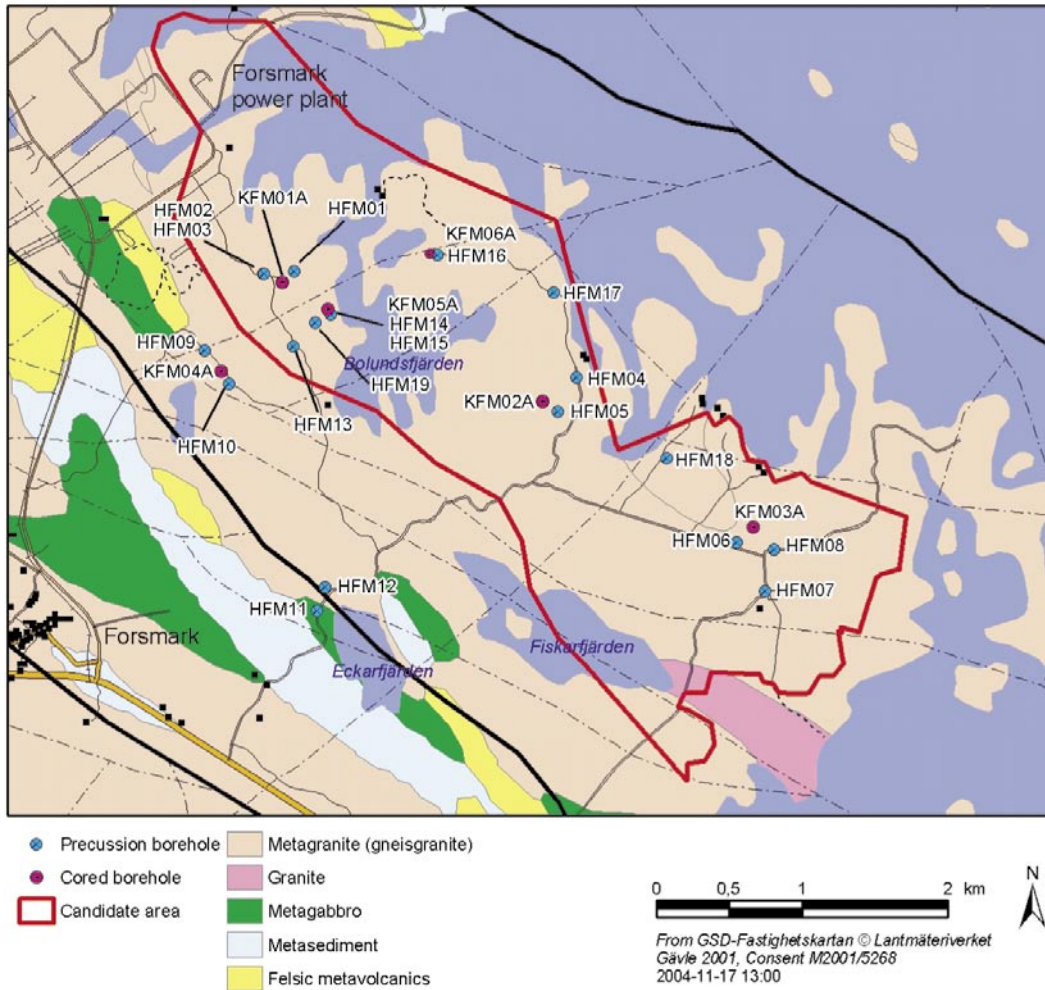 Forsmark
power plant
HFM02
HFM03
KFM01A
HFM01
KFM06A
HFM16
HFM17
KFM05A
HFM14
HFM15
HFM09
KFM04A
Bolundsfjärden
HFM19
HFM04
KFM02A
HFM05
HFM10
HFM13
HFM18
KFM03A
HFM06
HFM08
HFM12
HFM07
HFM11
Forsmark
Eckarfjärden
Fiskarfjärden
Precussion borehole
Cored borehole
Candidate area
Metagranite (gneisgranite)
Granite
Metagabbro
Metasediment
Felsic metavolcanics
0 0,5 1 2 km
N
From GSD-Fastighetskartan © Lantmäteriverket
Gävle 2001, Consent M2001/5268
2004-11-17 13:00